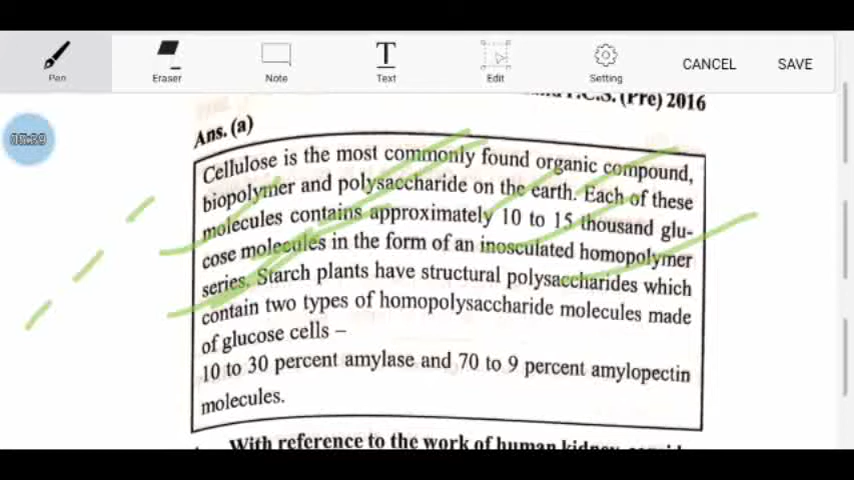 Pen
Eraser
Note
T
Text
Edit
Setting
CANCEL
SAVE
(Pre) 2016
Ans. (a)
Cellulose is the most commonly found organic compound,
biopolymer and polysaccharide on the earth. Each of these
molecules contains approximately 10 to 15 thousand glu-
cose molecules in the form of an inosculated homopolymer
series. Starch plants have structural polysaccharides which
contain two types of homopolysaccharide molecules made
of glucose cells –
10 to 30 percent amylase and 70 to 9 percent amylopectin
molecules.
With reference to the work of human kidney,